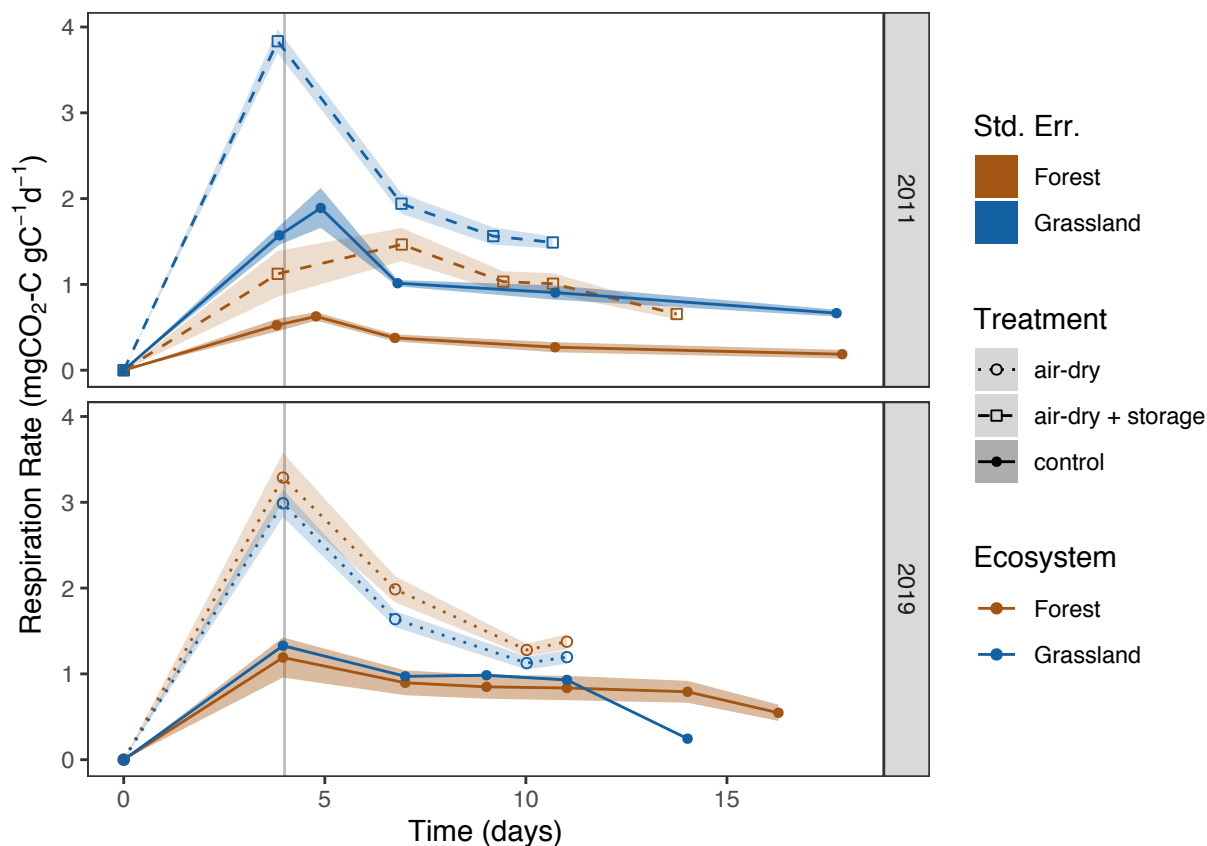 Respiration Rate (mgCO₂-C gC⁻¹d⁻¹)
4
3
2
1
0
2011
4
3
2
1
0
2019
0 5 10 15
Time (days)
Std. Err.
Forest
Grassland
Treatment
air-dry
air-dry + storage
control
Ecosystem
Forest
Grassland